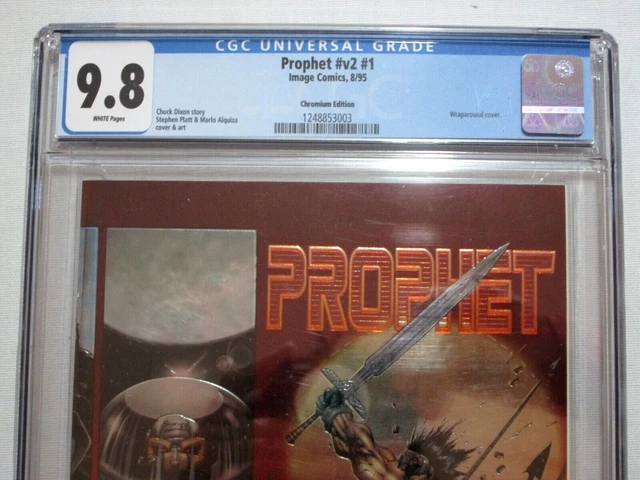 CGC UNIVERSAL GRADE
9.8
WHITE Pages
Prophet #v2 #1
Image Comics, 8/95
Chromium Edition
1248853003
Chuck Dixon story
Stephen Platt & Marlo Alquiza
cover & art
Wraparound cover.
PROPHET